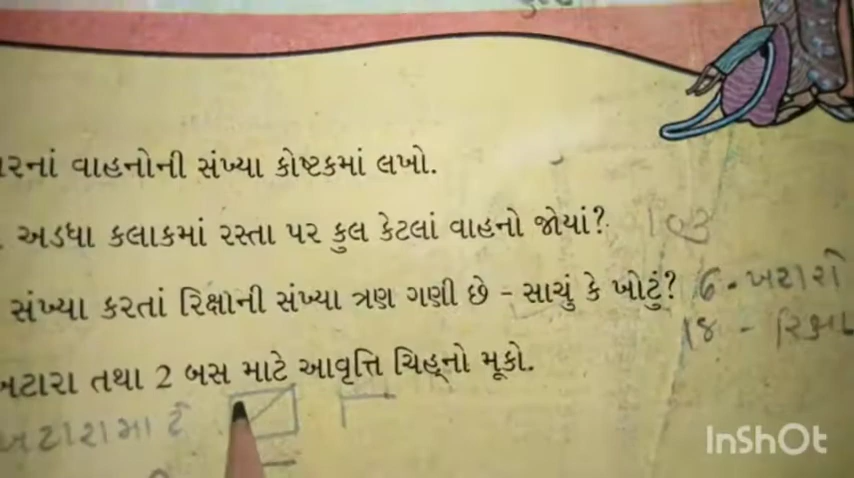 રનાં વાહનોની સંખ્યા કોષ્ટકમાં લખો.
અડધા કલાકમાં રસ્તા પર કુલ કેટલાં વાહનો જોયાં? 103
સંખ્યા કરતાં રિક્ષાની સંખ્યા ત્રણ ગણી છે – સાચું કે ખોટું? 6 - ખટારો
18 - રિક્ષા
ખટારા તથા 2 બસ માટે આવૃત્તિ ચિહ્નો મૂકો.
ખટારામાટે
InShOt